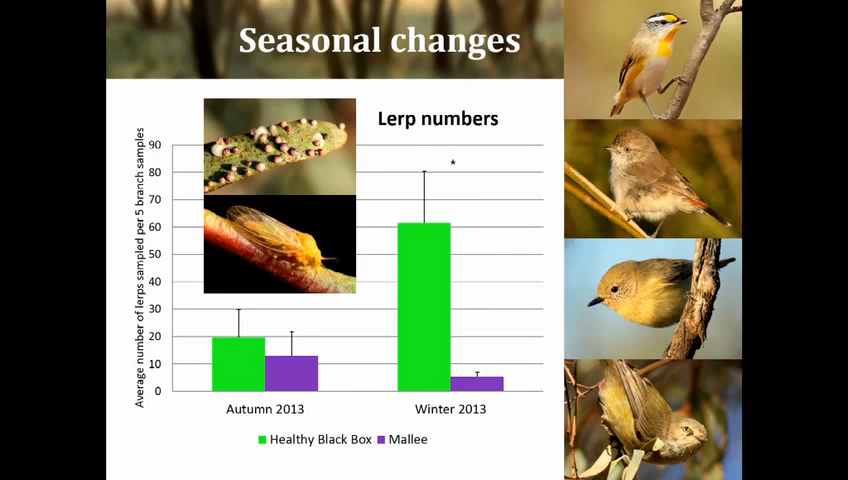 Seasonal changes
Lerp numbers
Average number of lerps sampled per 5 branch samples
90
80
70
60
50
40
30
20
10
0
*
Autumn 2013
Winter 2013
Healthy Black Box
Mallee